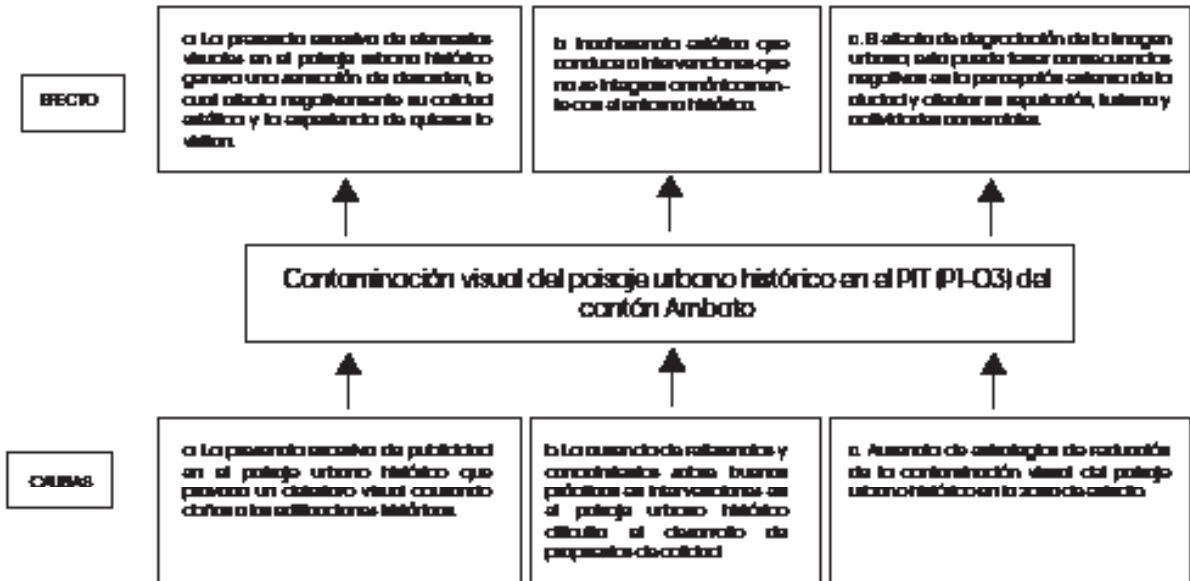 EFECTO
a. La presencia excesiva de elementos
visuales en el paisaje urbano histórico
genera una sensación de desorden, lo
cual afecta negativamente su calidad
estética y la experiencia de quienes lo
visitan.
b. Incoherencia estética que
conduce a intervenciones que
no se integran armónicamen-
te con el entorno histórico.
c. El efecto de degradación de la imagen
urbana, esto puede tener consecuencias
negativas en la percepción externa de la
ciudad y afectar su reputación, turismo y
actividades comerciales.
Contaminación visual del paisaje urbano histórico en el PIT (P1-O3) del
cantón Ambato
CAUSAS
a. La presencia excesiva de publicidad
en el paisaje urbano histórico que
provoca un deterioro visual causando
daños a las edificaciones históricas.
b. La ausencia de referentes y
conocimientos sobre buenas
prácticas en intervenciones en
el paisaje urbano histórico
dificulta el desarrollo de
propuestas de calidad
c. Ausencia de estrategias de reducción
de la contaminación visual del paisaje
urbano histórico en la zona de estudio.